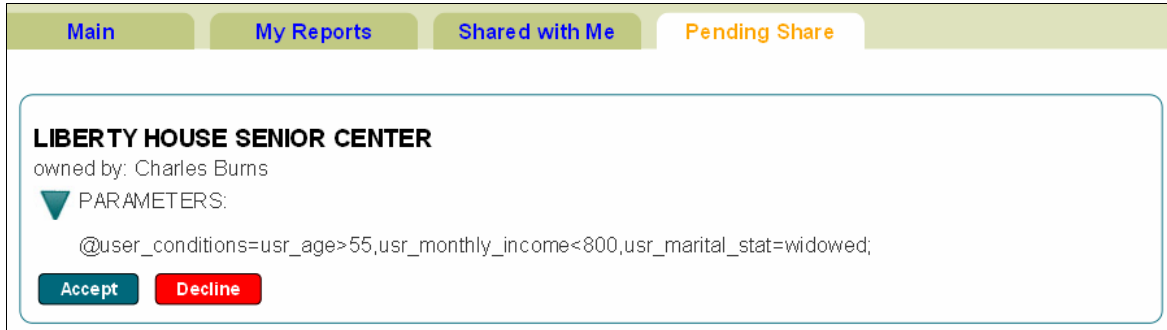 Main My Reports Shared with Me Pending Share
LIBERTY HOUSE SENIOR CENTER
owned by: Charles Burns
PARAMETERS:
@user_conditions=usr_age>55,usr_monthly_income<800,usr_marital_stat=widowed;
Accept Decline